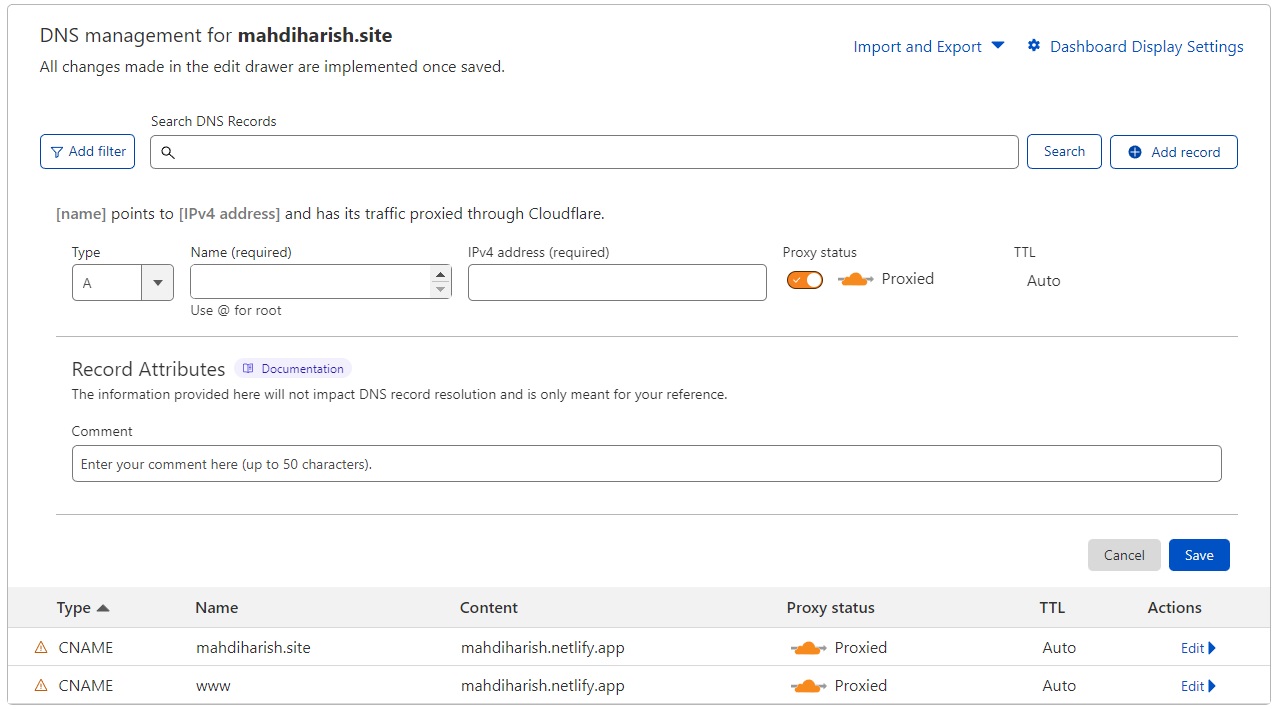 DNS management for mahdiharish.site
All changes made in the edit drawer are implemented once saved.
Import and Export
Dashboard Display Settings
Search DNS Records
Add filter
Search
Add record
[name] points to [IPv4 address] and has its traffic proxied through Cloudflare.
Type Name (required) IPv4 address (required) Proxy status TTL
A Proxied Auto
Use @ for root
Record Attributes Documentation
The information provided here will not impact DNS record resolution and is only meant for your reference.
Comment
Enter your comment here (up to 50 characters).
Cancel Save
Type Name Content Proxy status TTL Actions
CNAME mahdiharish.site mahdiharish.netlify.app Proxied Auto Edit
CNAME www mahdiharish.netlify.app Proxied Auto Edit